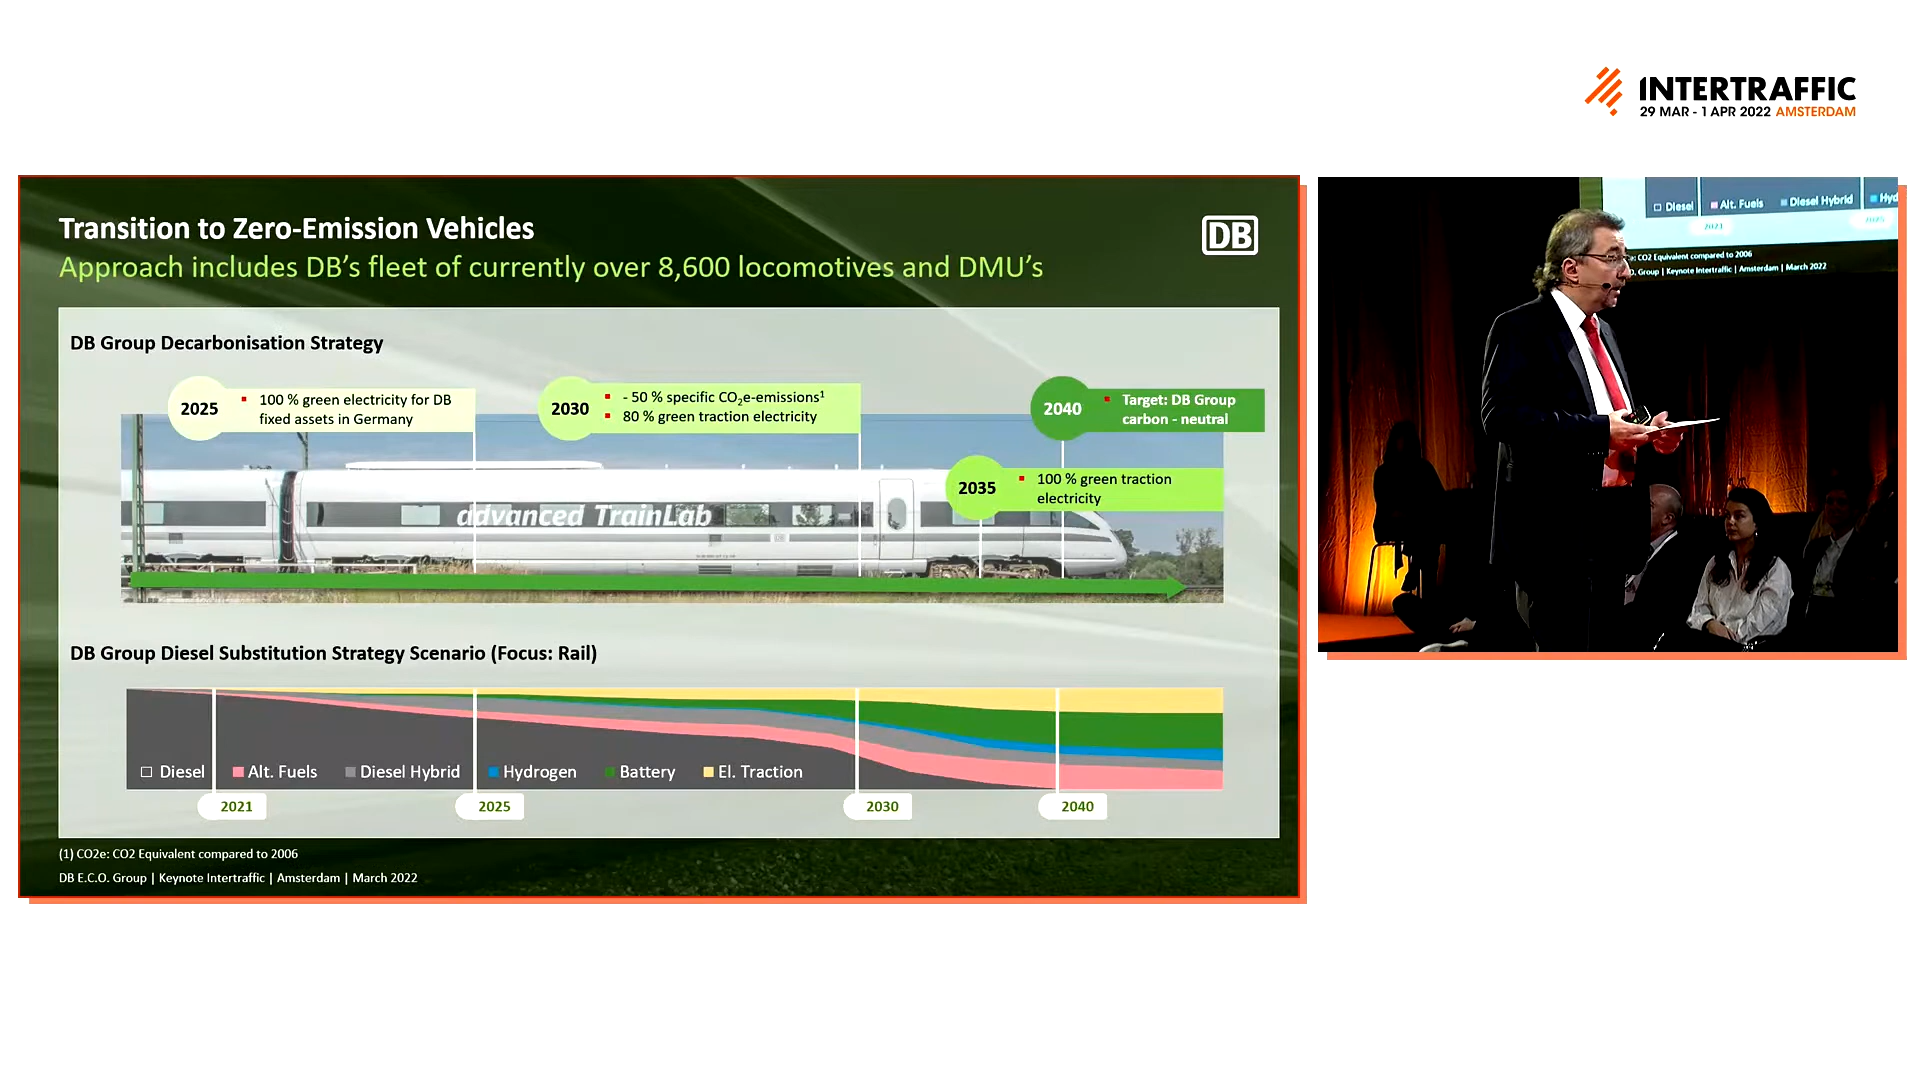 INTERTRAFFIC
29 MAR - 1 APR 2022 AMSTERDAM
Transition to Zero-Emission Vehicles
Approach includes DB’s fleet of currently over 8,600 locomotives and DMU’s
DB
DB Group Decarbonisation Strategy
2025
▪ 100 % green electricity for DB
fixed assets in Germany
2030
▪ - 50 % specific CO₂e-emissions¹
▪ 80 % green traction electricity
2040
▪ Target: DB Group
carbon - neutral
2035
▪ 100 % green traction
electricity
advanced TrainLab
DB Group Diesel Substitution Strategy Scenario (Focus: Rail)
Diesel
Alt. Fuels
Diesel Hybrid
Hydrogen
Battery
El. Traction
2021
2025
2030
2040
(1) CO2e: CO2 Equivalent compared to 2006
DB E.C.O. Group | Keynote Intertraffic | Amsterdam | March 2022
Diesel
Alt. Fuels
Diesel Hybrid
Hyd
2021
2025
CO2 Equivalent compared to 2006
Group | Keynote Intertraffic | Amsterdam | March 2022